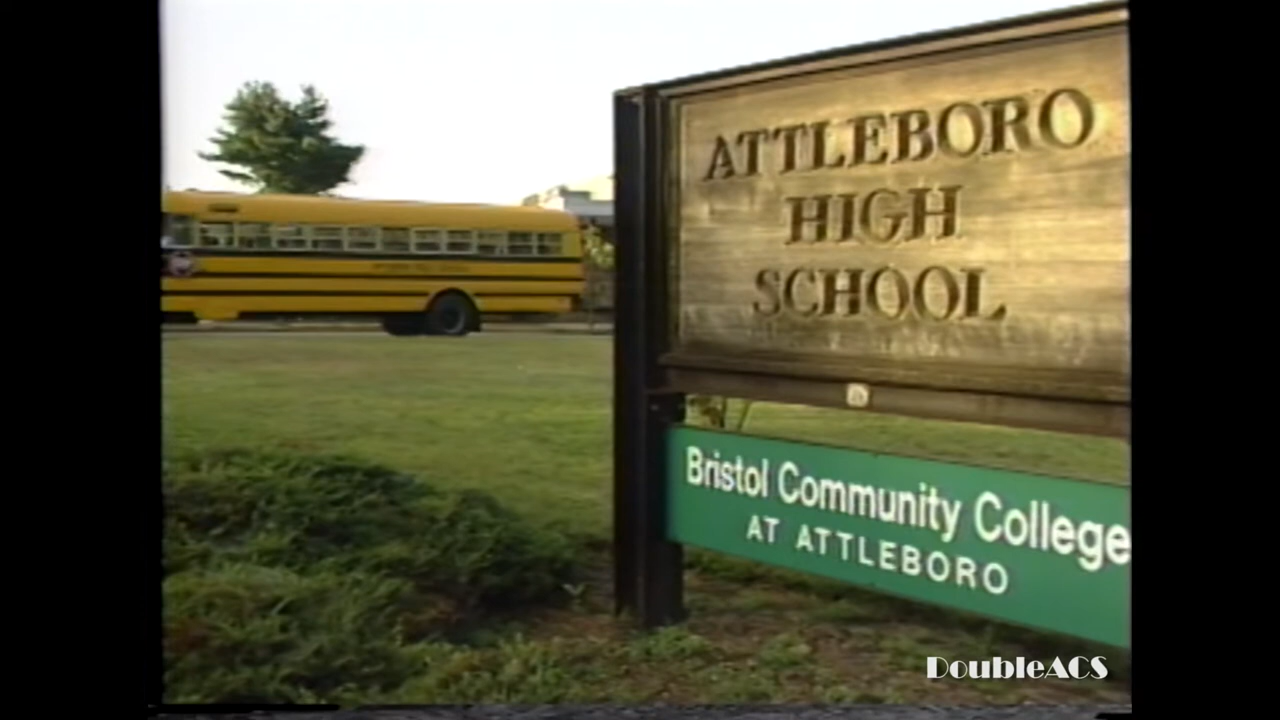 ATTLEBORO
HIGH
SCHOOL
Bristol Community College
AT ATTLEBORO
DoubleACS